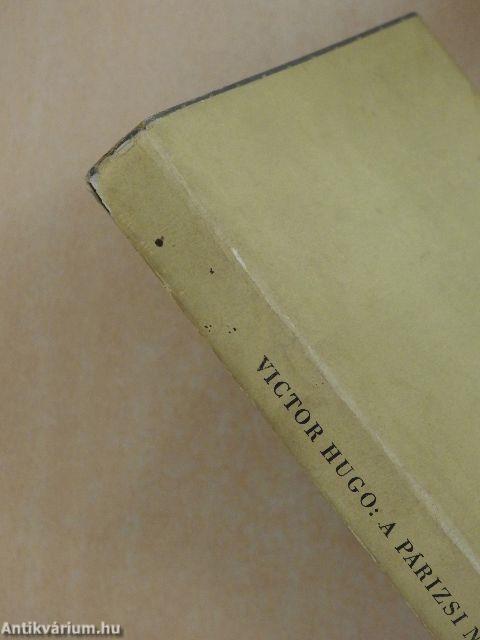 VICTOR HUGO: A PÁRIZSI
Antikvárium.hu